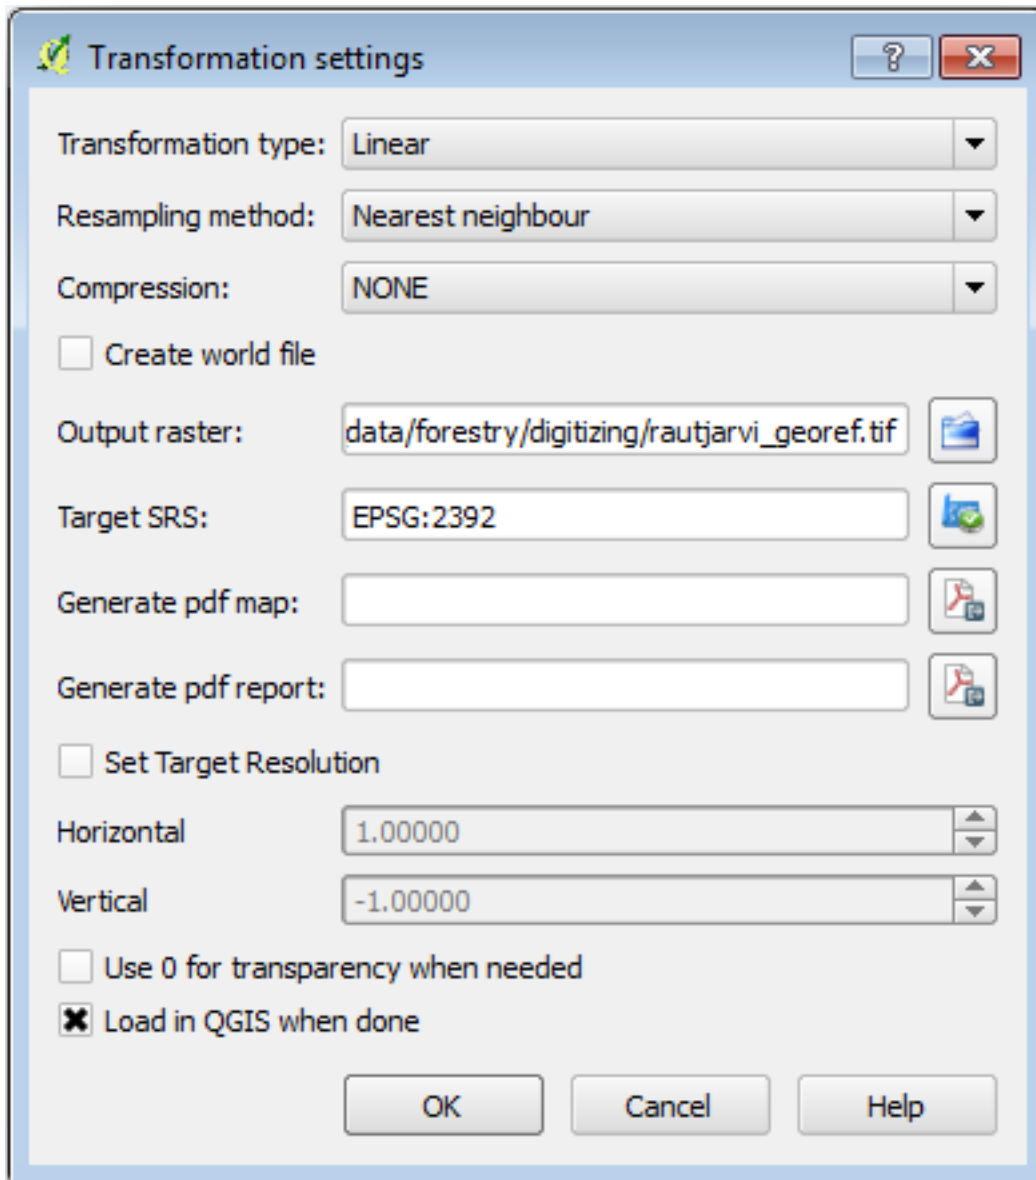 Transformation settings
Transformation type: Linear
Resampling method: Nearest neighbour
Compression: NONE
Create world file
Output raster: data/forestry/digitizing/rautjarvi_georef.tif
Target SRS: EPSG:2392
Generate pdf map:
Generate pdf report:
Set Target Resolution
Horizontal 1.00000
Vertical -1.00000
Use 0 for transparency when needed
Load in QGIS when done
OK Cancel Help